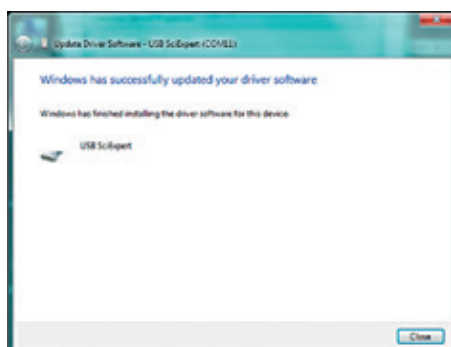 Update Driver Software - USB SciExpert (COM11)
Windows has successfully updated your driver software
Windows has finished installing the driver software for this device:
USB SciExpert
Close